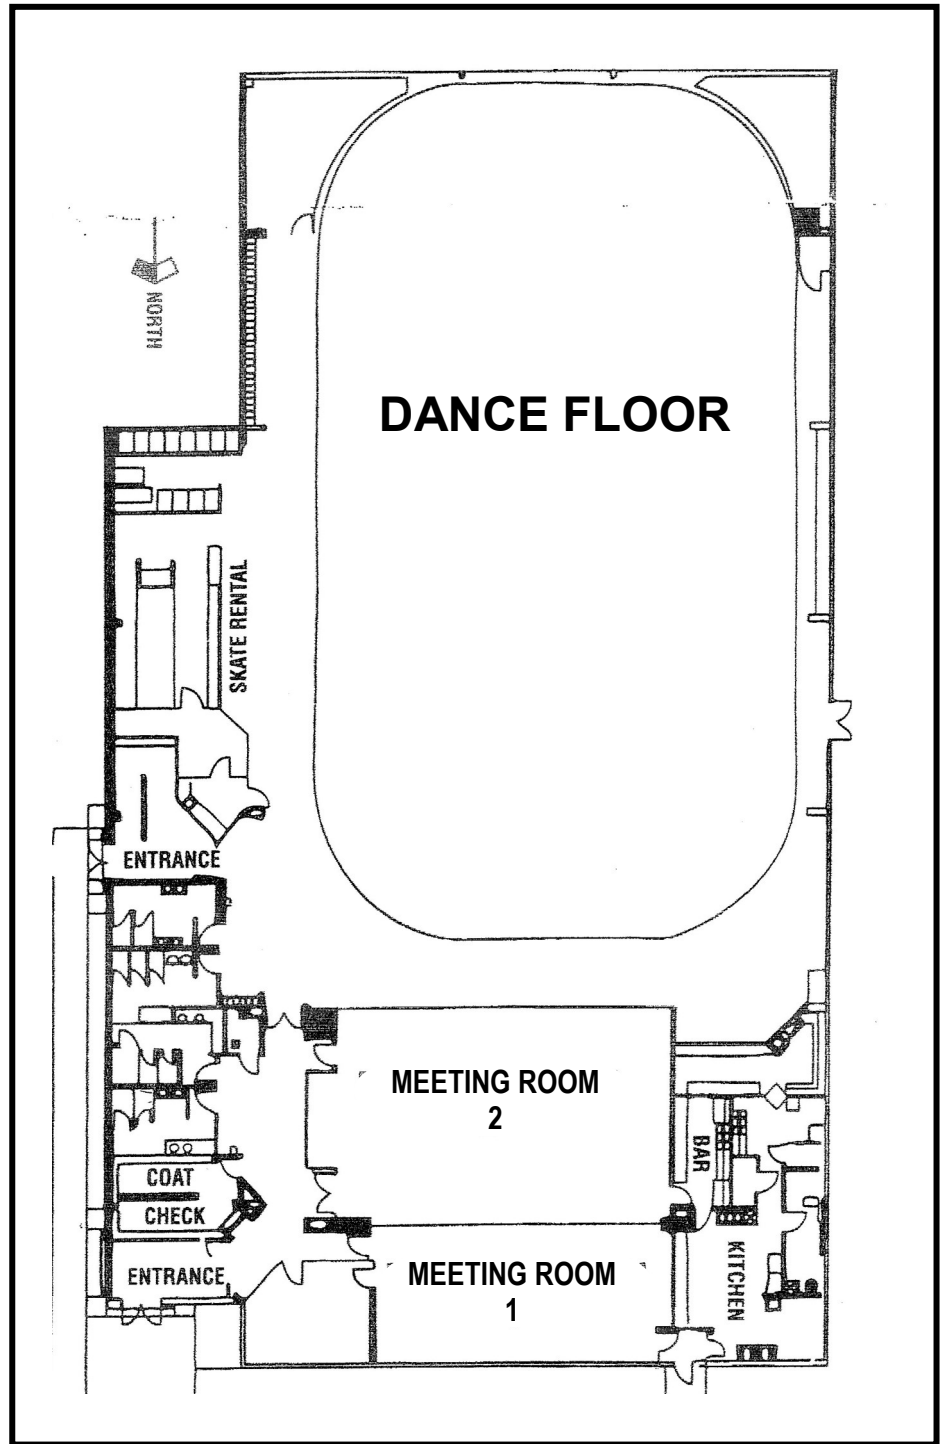 NORTH
DANCE FLOOR
SKATE RENTAL
ENTRANCE
MEETING ROOM
2
BAR
COAT
CHECK
ENTRANCE
MEETING ROOM
1
KITCHEN